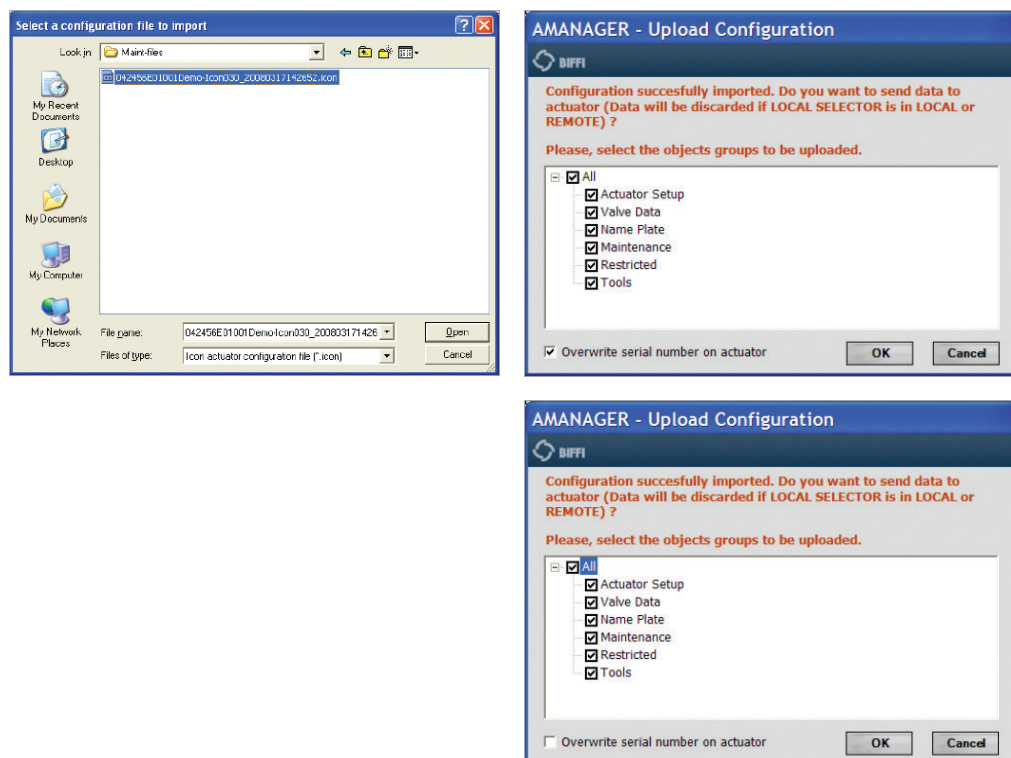 Select a configuration file to import
Look in: Maint-files
042456E01001Demo-Icon030_20080317142652.icon
My Recent
Documents
Desktop
My Documents
My Computer
My Network
Places
File name: 042456E01001Demo-Icon030_200803171426
Open
Files of type: Icon actuator configuration file (*.icon)
Cancel
AMANAGER - Upload Configuration
BIFFI
Configuration succesfully imported. Do you want to send data to
actuator (Data will be discarded if LOCAL SELECTOR is in LOCAL or
REMOTE) ?
Please, select the objects groups to be uploaded.
All
Actuator Setup
Valve Data
Name Plate
Maintenance
Restricted
Tools
Overwrite serial number on actuator
OK
Cancel
AMANAGER - Upload Configuration
BIFFI
Configuration succesfully imported. Do you want to send data to
actuator (Data will be discarded if LOCAL SELECTOR is in LOCAL or
REMOTE) ?
Please, select the objects groups to be uploaded.
All
Actuator Setup
Valve Data
Name Plate
Maintenance
Restricted
Tools
Overwrite serial number on actuator
OK
Cancel